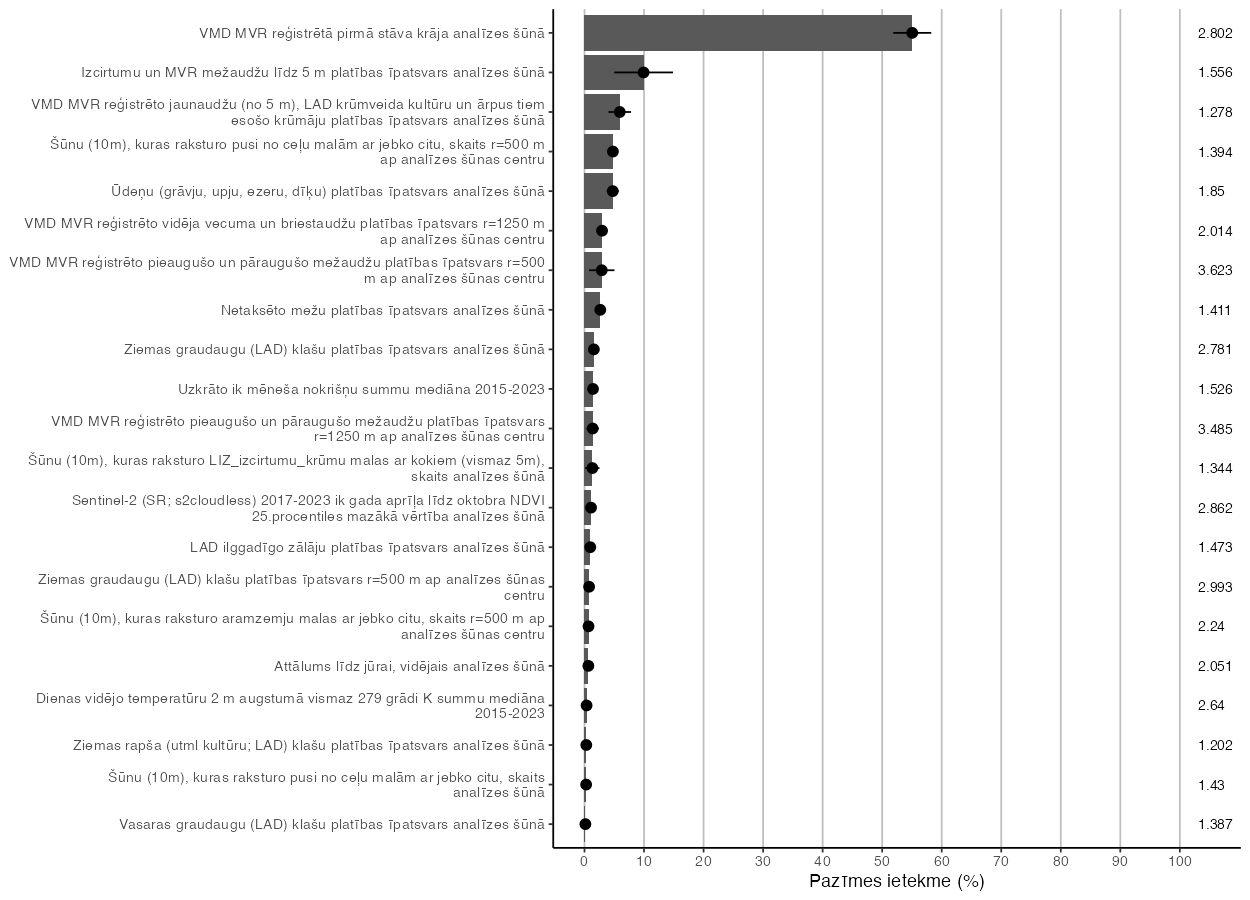 VMD MVR reģistrētā pirmā stāva krāja analīzes šūnā 2.802
Izcirtumu un MVR mežaudžu līdz 5 m platības īpatsvars analīzes šūnā 1.556
VMD MVR reģistrēto jaunaudžu (no 5 m), LAD krūmveida kultūru un ārpus tiem
esošo krūmāju platības īpatsvars analīzes šūnā 1.278
Šūnu (10m), kuras raksturo pusi no ceļu malām ar jebko citu, skaits r=500 m
ap analīzes šūnas centru 1.394
Ūdeņu (grāvju, upju, ezeru, dīķu) platības īpatsvars analīzes šūnā 1.85
VMD MVR reģistrēto vidēja vecuma un briestaudžu platības īpatsvars r=1250 m
ap analīzes šūnas centru 2.014
VMD MVR reģistrēto pieaugušo un pāraugušo mežaudžu platības īpatsvars r=500
m ap analīzes šūnas centru 3.623
Netaksēto mežu platības īpatsvars analīzes šūnā 1.411
Ziemas graudaugu (LAD) klašu platības īpatsvars analīzes šūnā 2.781
Uzkrāto ik mēneša nokrišņu summu mediāna 2015-2023 1.526
VMD MVR reģistrēto pieaugušo un pāraugušo mežaudžu platības īpatsvars
r=1250 m ap analīzes šūnas centru 3.485
Šūnu (10m), kuras raksturo LIZ_izcirtumu_krūmu malas ar kokiem (vismaz 5m),
skaits analīzes šūnā 1.344
Sentinel-2 (SR; s2cloudless) 2017-2023 ik gada aprīļa līdz oktobra NDVI
25.procentiles mazākā vērtība analīzes šūnā 2.862
LAD ilggadīgo zālāju platības īpatsvars analīzes šūnā 1.473
Ziemas graudaugu (LAD) klašu platības īpatsvars r=500 m ap analīzes šūnas
centru 2.993
Šūnu (10m), kuras raksturo aramzemju malas ar jebko citu, skaits r=500 m ap
analīzes šūnas centru 2.24
Attālums līdz jūrai, vidējais analīzes šūnā 2.051
Dienas vidējo temperatūru 2 m augstumā vismaz 279 grādi K summu mediāna
2015-2023 2.64
Ziemas rapša (utml kultūru; LAD) klašu platības īpatsvars analīzes šūnā 1.202
Šūnu (10m), kuras raksturo pusi no ceļu malām ar jebko citu, skaits
analīzes šūnā 1.43
Vasaras graudaugu (LAD) klašu platības īpatsvars analīzes šūnā 1.387
0 10 20 30 40 50 60 70 80 90 100
Pazīmes ietekme (%)